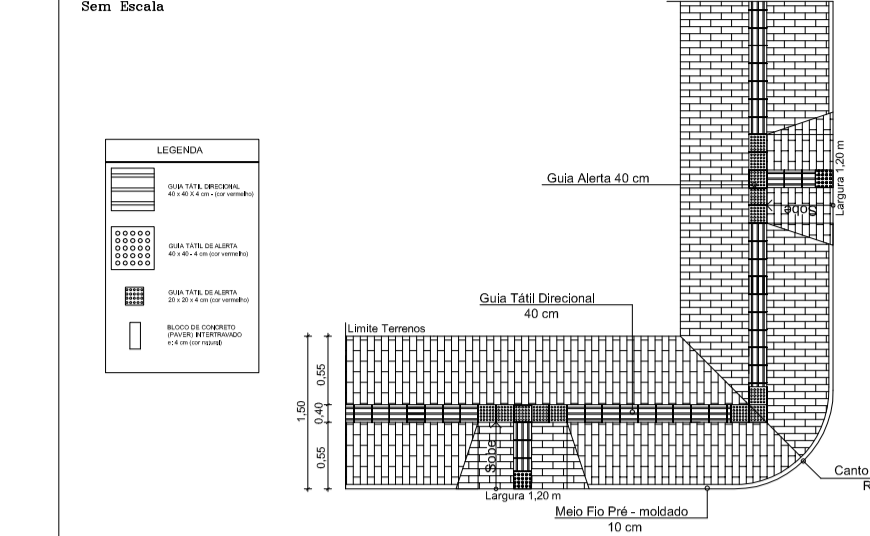 Sem Escala
LEGENDA
GUIA TÁTIL DIRECIONAL
40 x 40 X 4 cm - (cor vermelho)
GUIA TÁTIL DE ALERTA
40 x 40 - 4 cm (cor vermelho)
GUIA TÁTIL DE ALERTA
20 x 20 x 4 cm (cor vermelho)
BLOCO DE CONCRETO
(PAVER) INTERTRAVADO
e: 4 cm (cor natural)
Guia Alerta 40 cm
Sobe
Largura 1,20 m
Guia Tátil Direcional
40 cm
Limite Terrenos
1.50
0,55
0,40
0,55
Sobe
Largura 1,20 m
Meio Fio Pré - moldado
10 cm
Canto
R